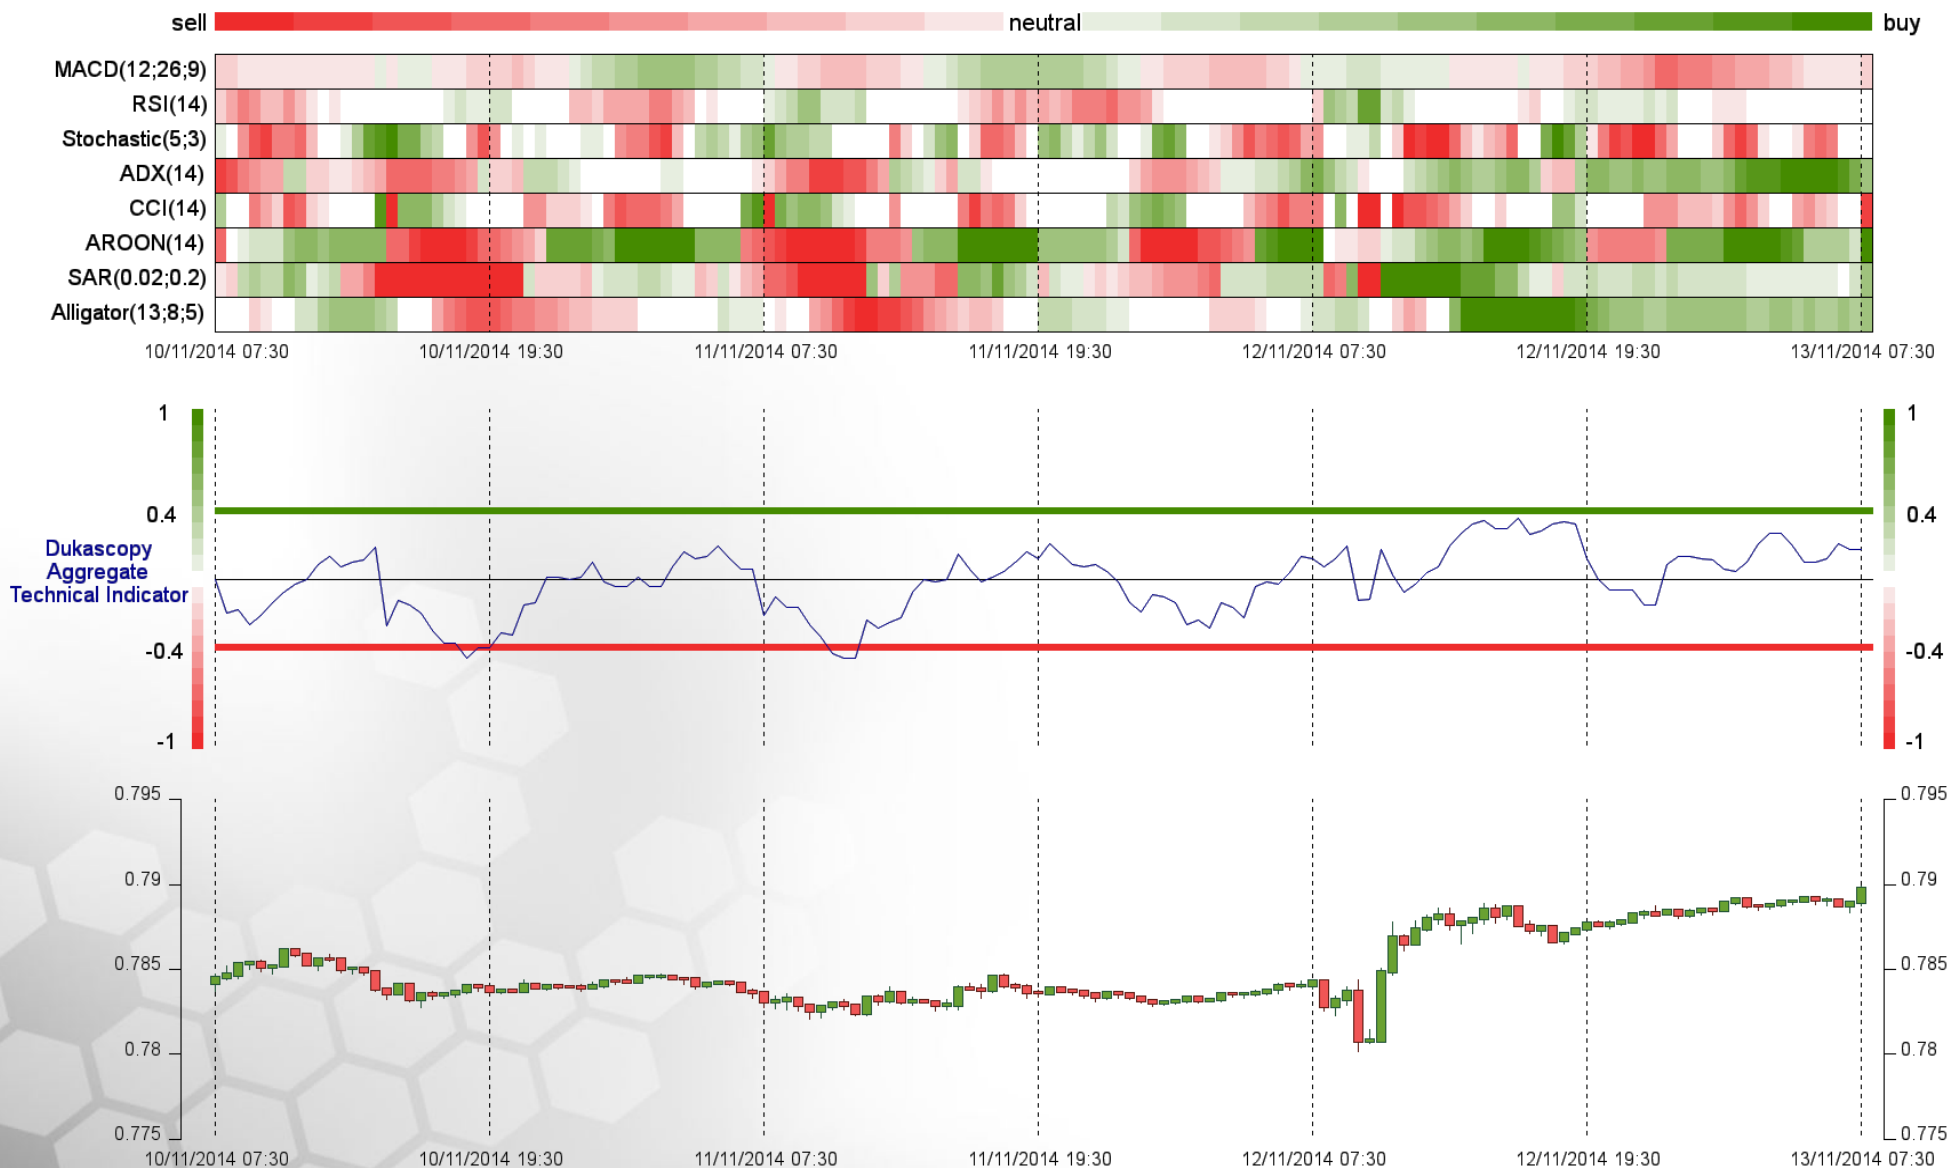 sell neutral buy
MACD(12;26;9)
RSI(14)
Stochastic(5;3)
ADX(14)
CCI(14)
AROON(14)
SAR(0.02;0.2)
Alligator(13;8;5)
10/11/2014 07:30 10/11/2014 19:30 11/11/2014 07:30 11/11/2014 19:30 12/11/2014 07:30 12/11/2014 19:30 13/11/2014 07:30
1 1
0.4 0.4
Dukascopy
Aggregate
Technical Indicator
-0.4 -0.4
-1 -1
0.795 0.795
0.79 0.79
0.785 0.785
0.78 0.78
0.775 0.775
10/11/2014 07:30 10/11/2014 19:30 11/11/2014 07:30 11/11/2014 19:30 12/11/2014 07:30 12/11/2014 19:30 13/11/2014 07:30